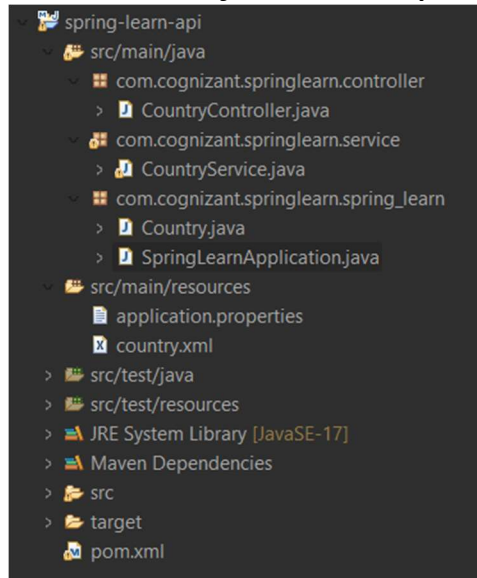 spring-learn-api
src/main/java
com.cognizant.springlearn.controller
CountryController.java
com.cognizant.springlearn.service
CountryService.java
com.cognizant.springlearn.spring_learn
Country.java
SpringLearnApplication.java
src/main/resources
application.properties
country.xml
src/test/java
src/test/resources
JRE System Library [JavaSE-17]
Maven Dependencies
src
target
pom.xml